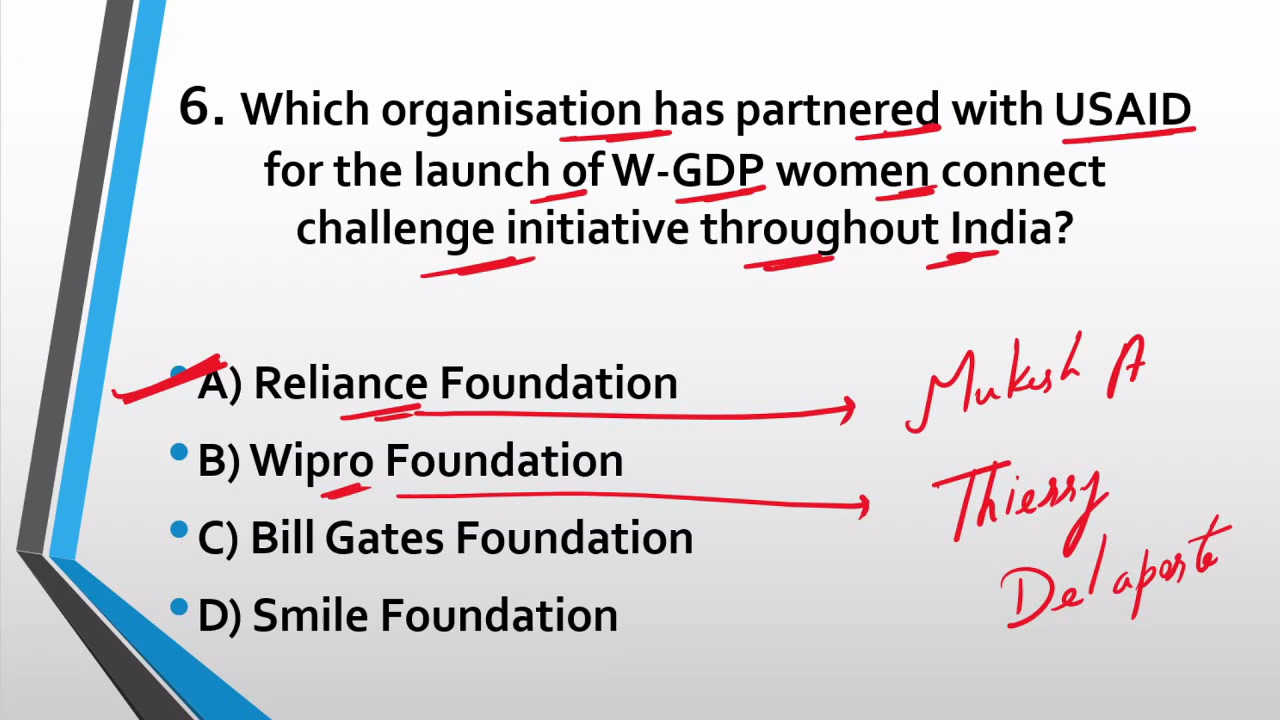 6. Which organisation has partnered with USAID
for the launch of W-GDP women connect
challenge initiative throughout India?
A) Reliance Foundation
Mukesh A
B) Wipro Foundation
Thierry
Delaporte
C) Bill Gates Foundation
D) Smile Foundation